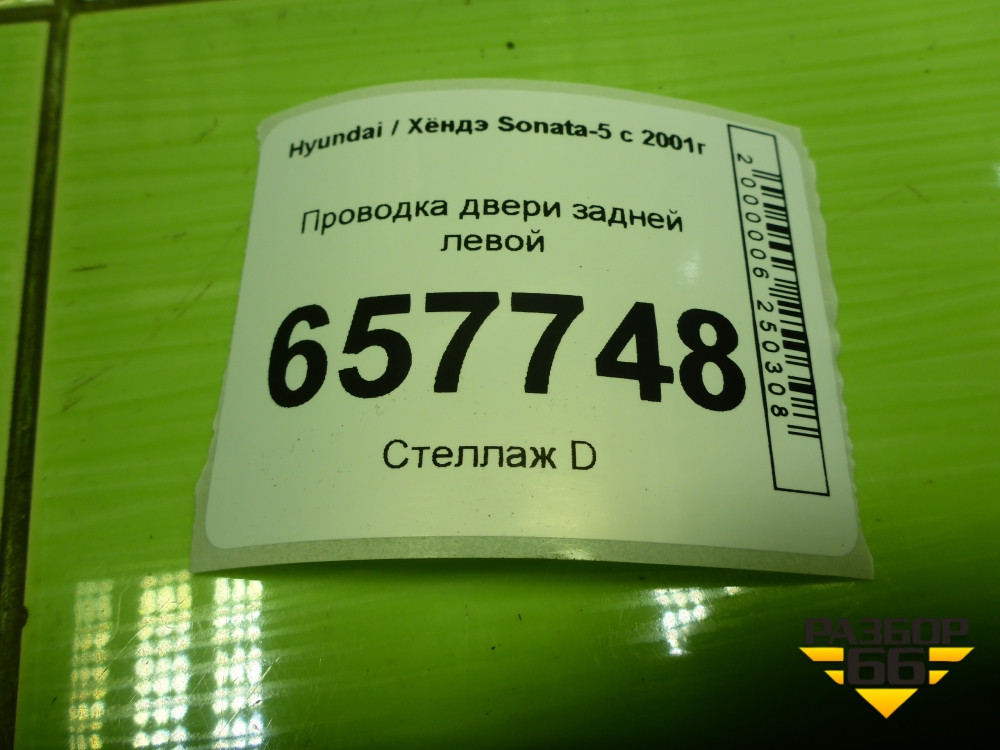 Hyundai / Хёндэ Sonata-5 с 2001г
Проводка двери задней
левой
657748
Стеллаж D
2000006250308
РАЗБОР
66